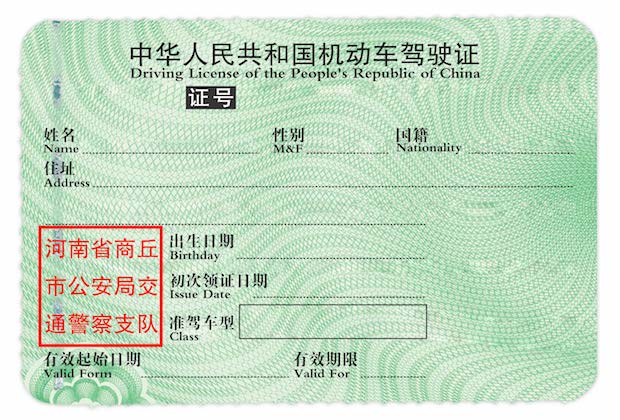 中华人民共和国机动车驾驶证
Driving License of the People's Republic of China
证号
姓名 性别 国籍
Name M&F Nationality
住址
Address
河南省商丘
市公安局交
通警察支队
出生日期
Birthday
初次领证日期
Issue Date
准驾车型
Class
有效起始日期 有效期限
Valid Form Valid For